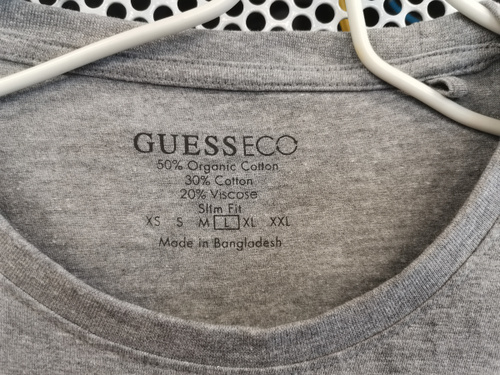 GUESSECO
50% Organic Cotton
30% Cotton
20% Viscose
Slim Fit
XS S M L XL XXL
Made in Bangladesh